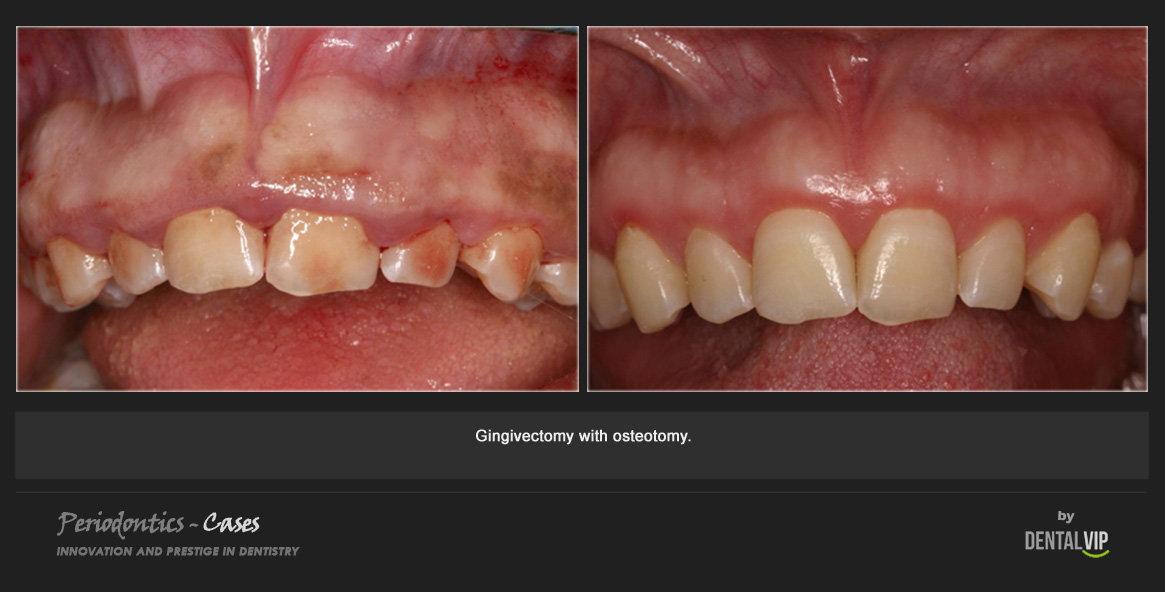 Gingivectomy with osteotomy.
Periodontics - Cases
INNOVATION AND PRESTIGE IN DENTISTRY
by
DENTALVIP